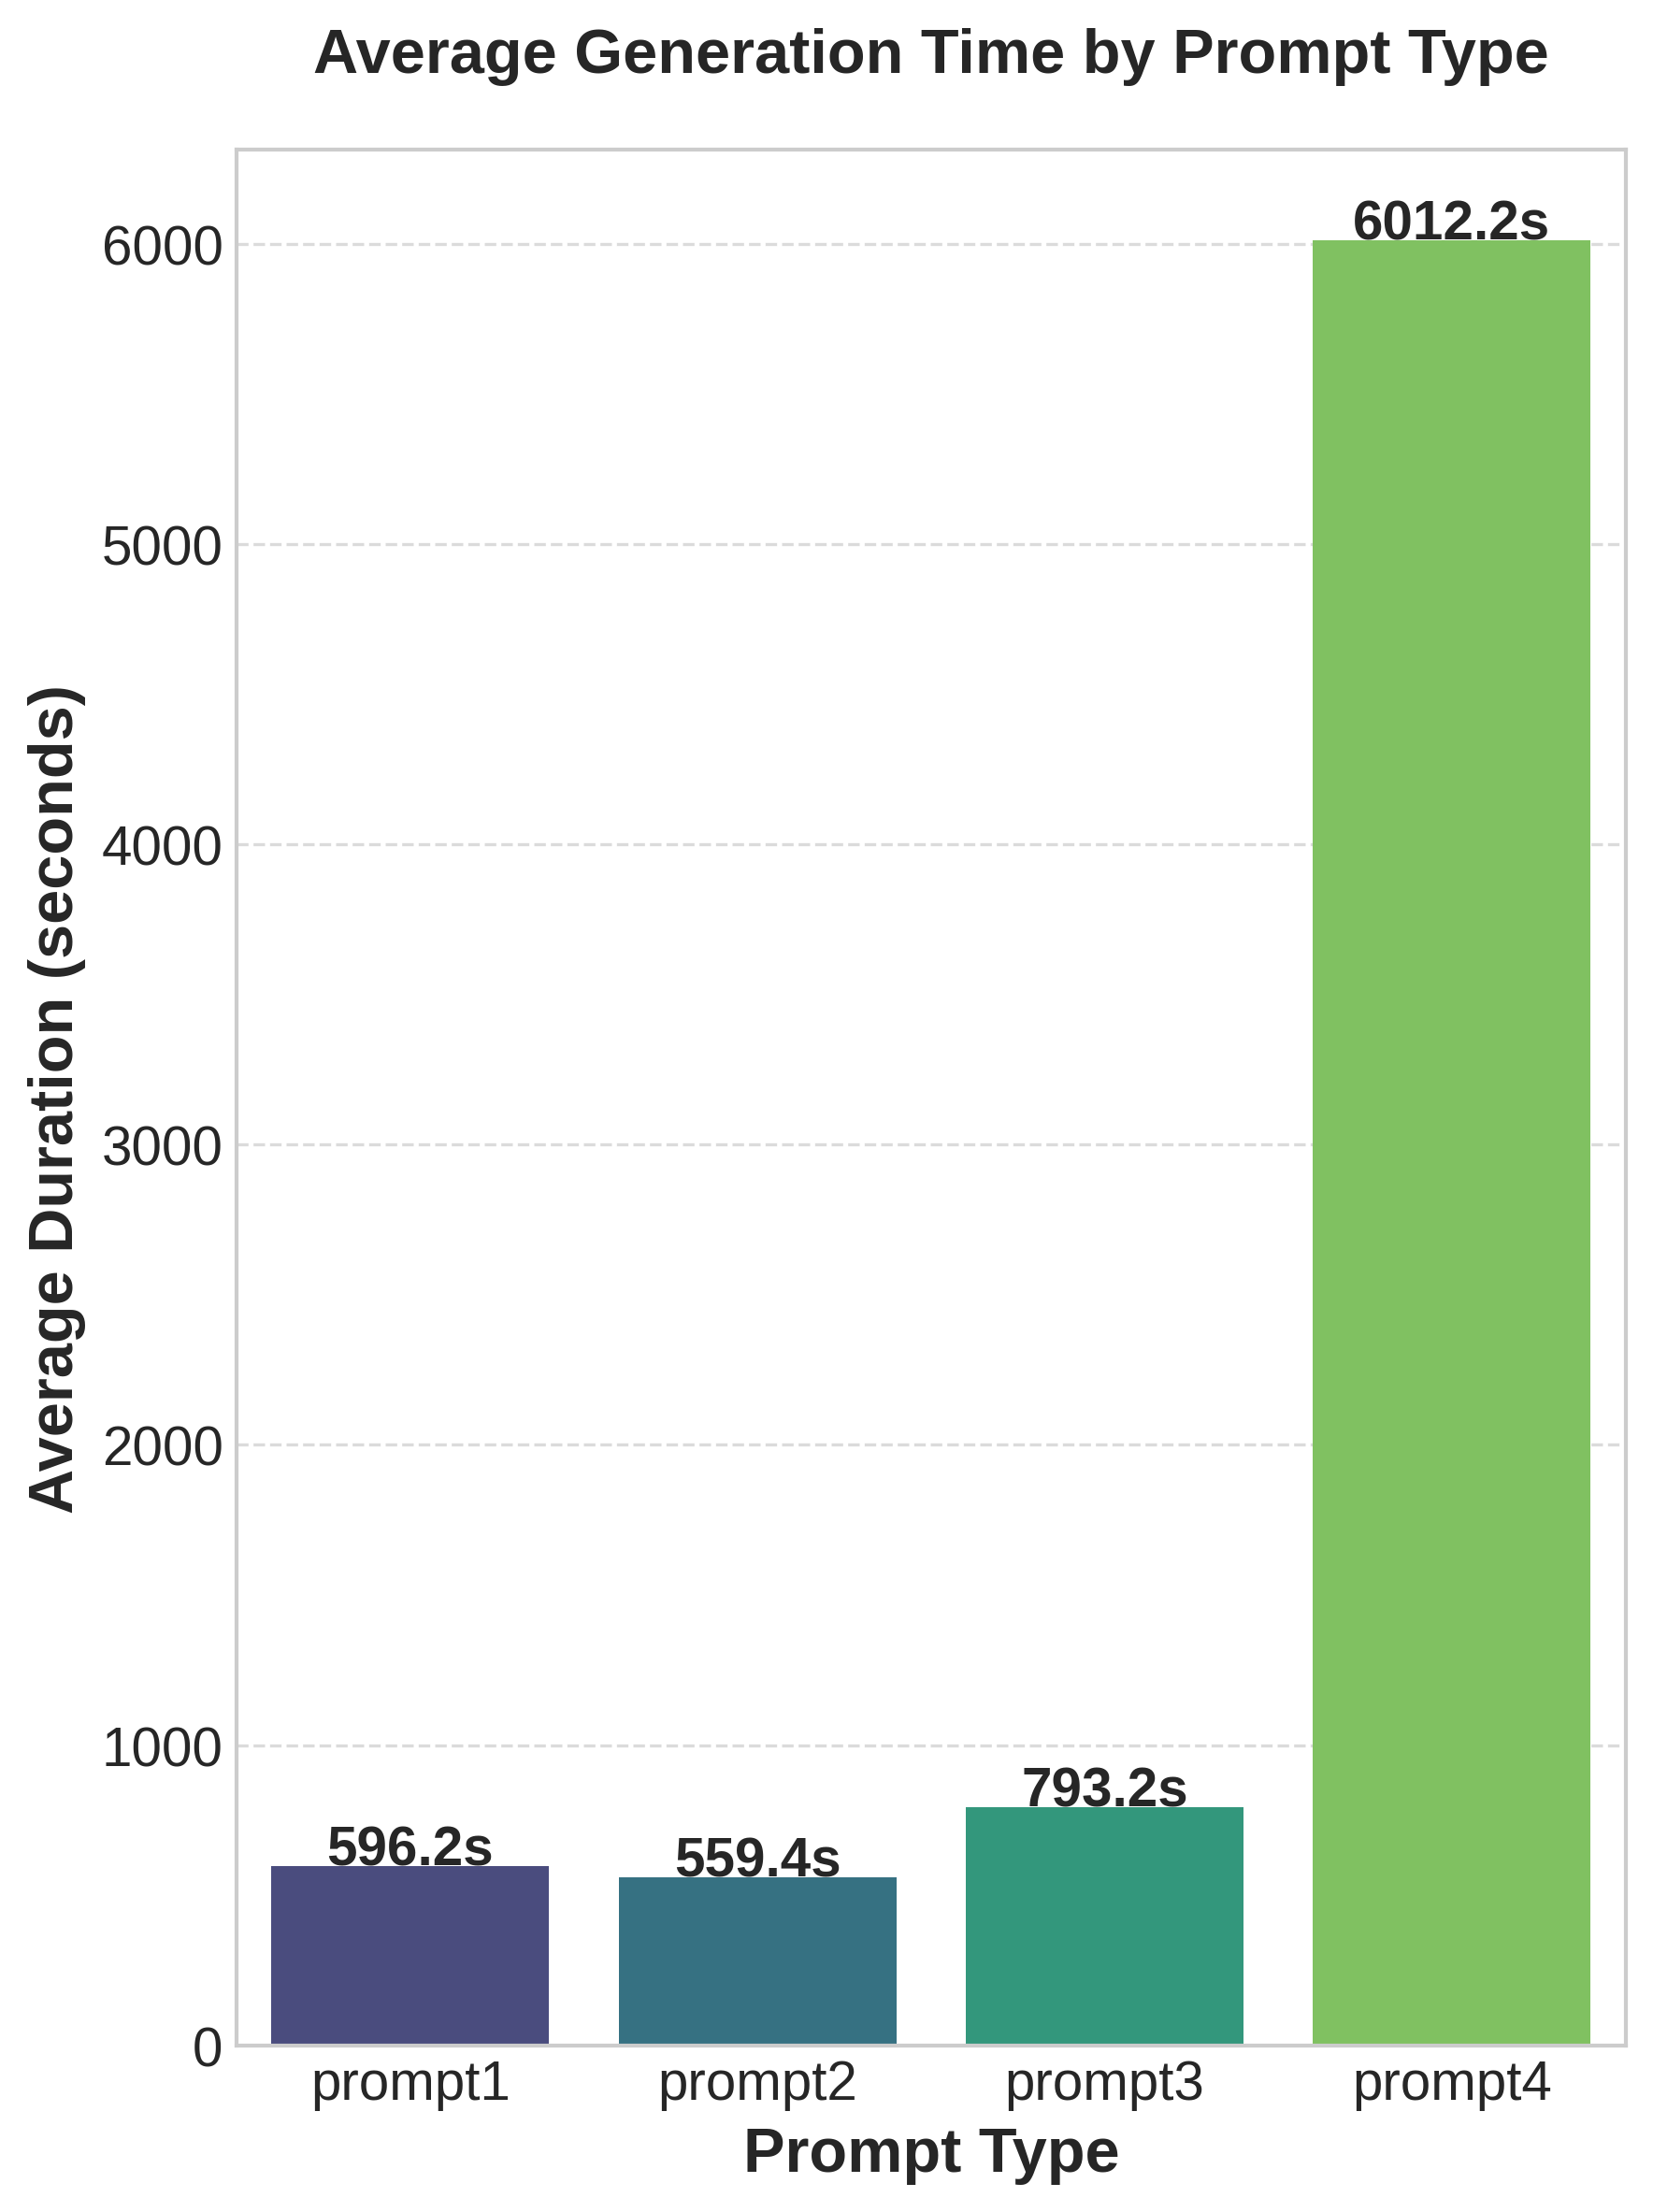 Average Generation Time by Prompt Type
Average Duration (seconds)
6000
5000
4000
3000
2000
1000
0
596.2s
559.4s
793.2s
6012.2s
prompt1
prompt2
prompt3
prompt4
Prompt Type